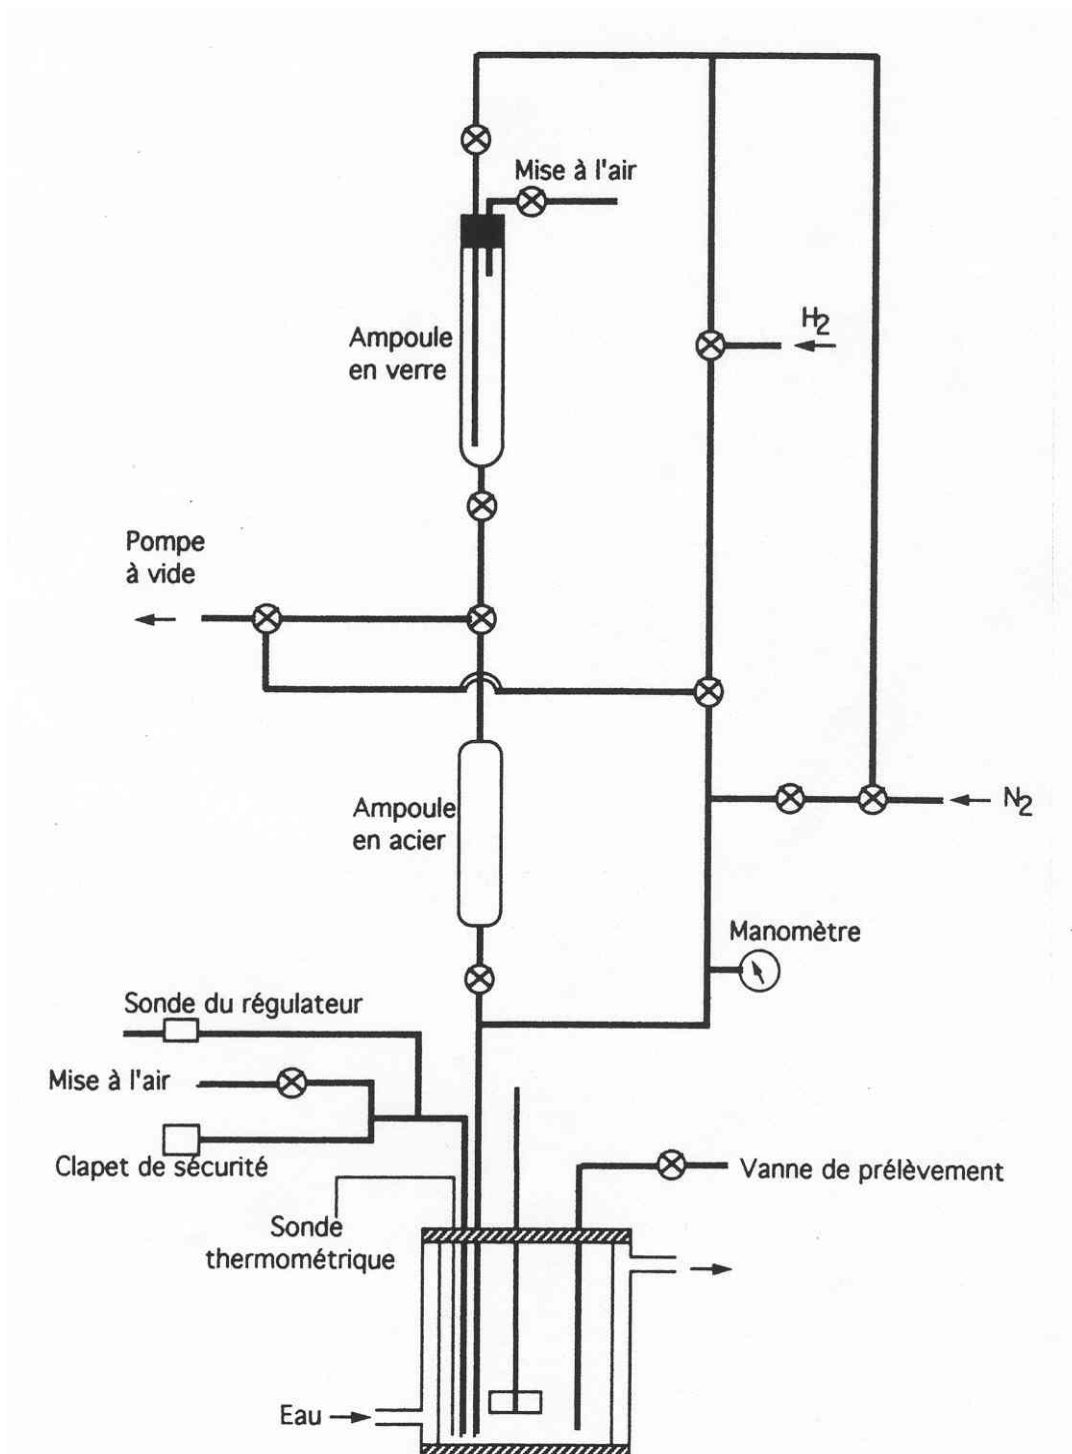 Mise à l'air
H2
Ampoule
en verre
Pompe
à vide
Ampoule
en acier
N2
Manomètre
Sonde du régulateur
Mise à l'air
Clapet de sécurité
Vanne de prélèvement
Sonde
thermométrique
Eau